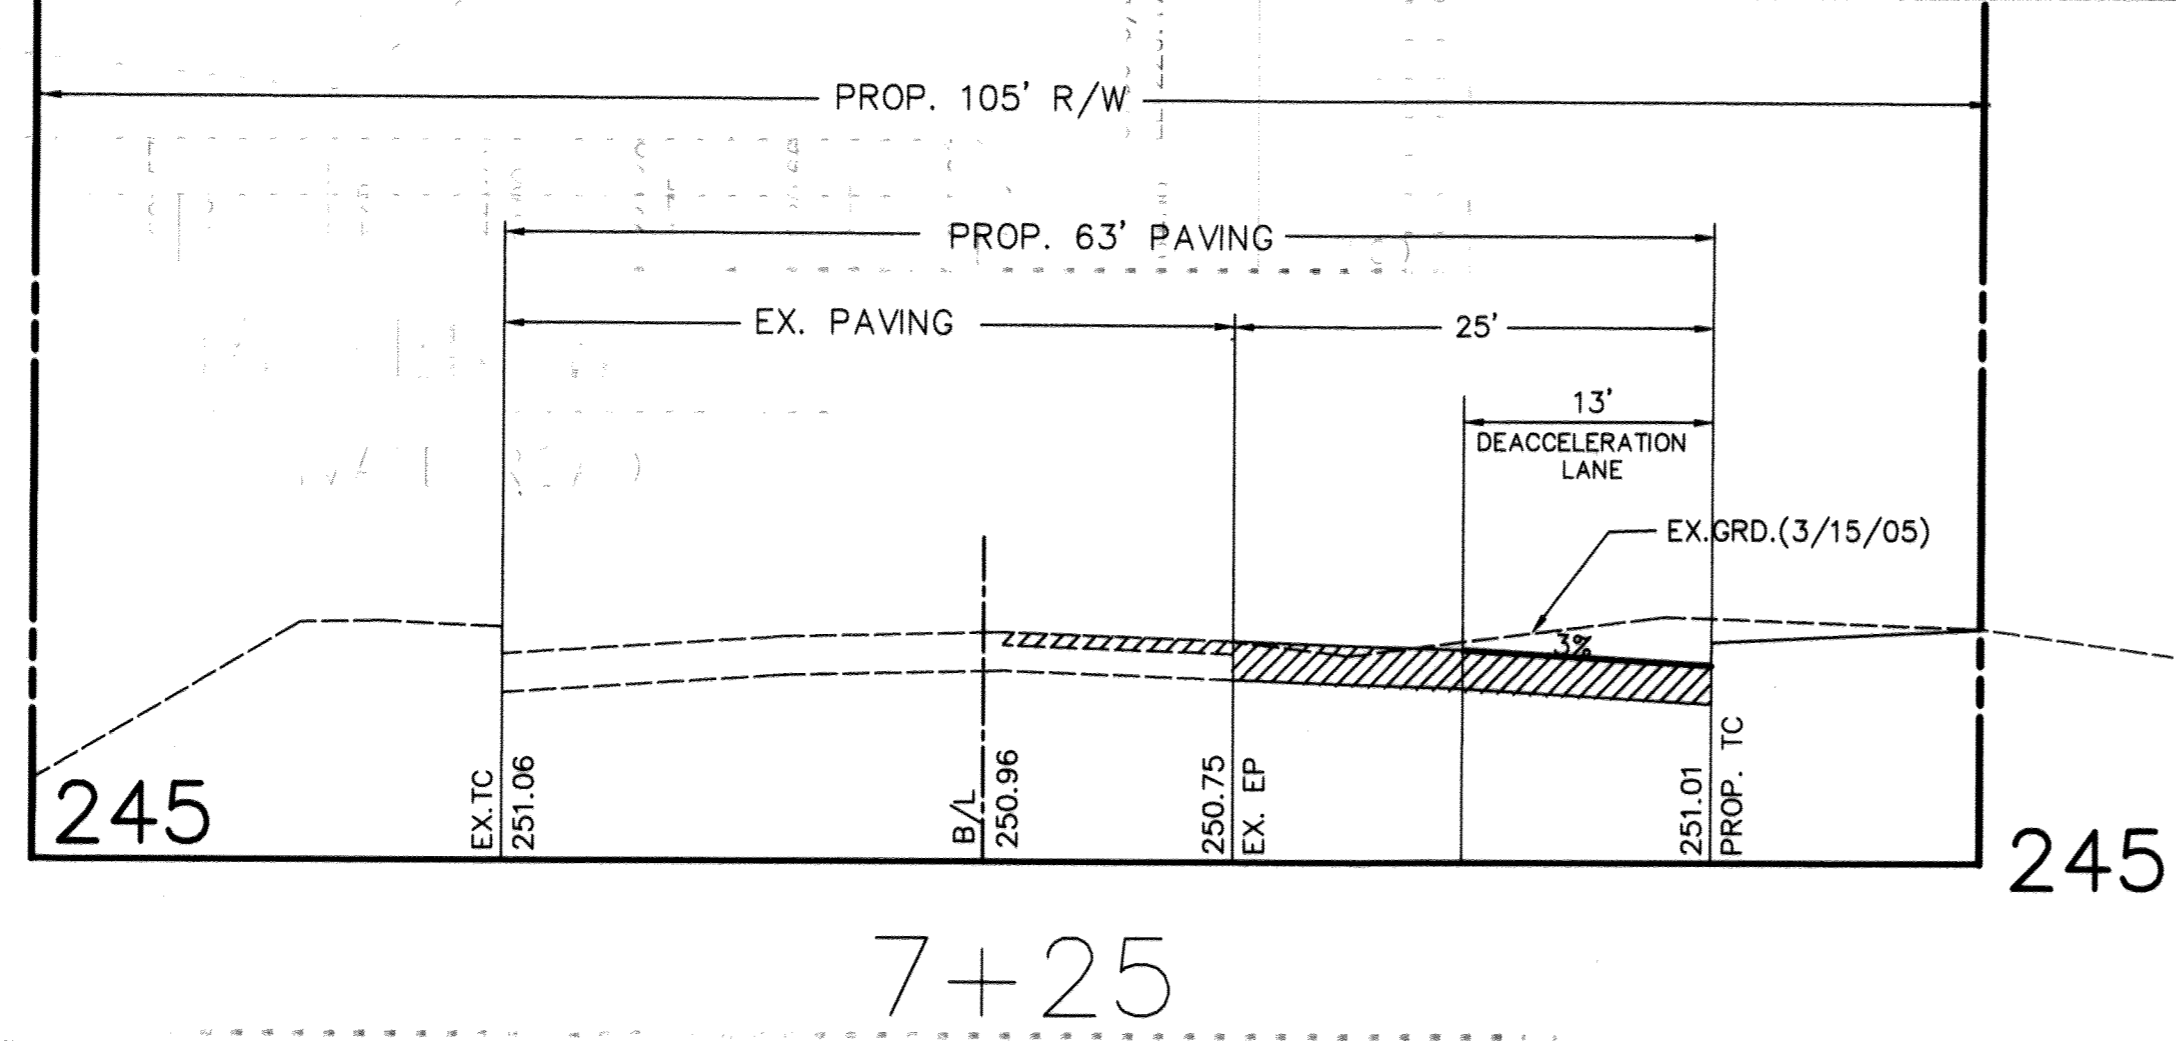 PROP. 105' R/W
PROP. 63' PAVING
EX. PAVING
25'
13'
DEACCELERATION
LANE
EX.GRD.(3/15/05)
3%
245
EX.TC
251.06
B/L
250.96
250.75
EX. EP
251.01
PROP. TC
245
7+25